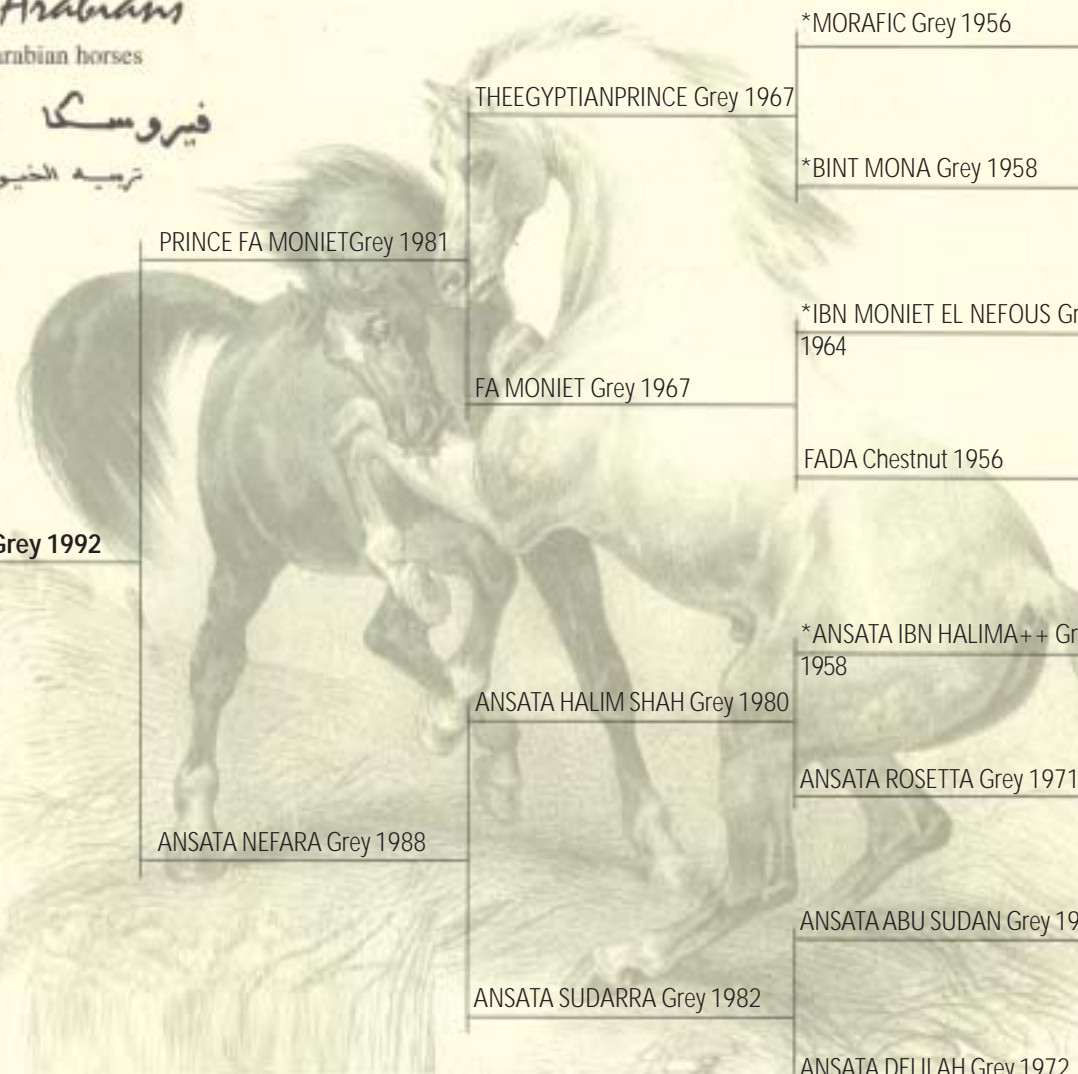 Arabians
arabian horses
فيروسكا
تربيه الخيو
*MORAFIC Grey 1956
THEEGYPTIANPRINCE Grey 1967
*BINT MONA Grey 1958
PRINCE FA MONIETGrey 1981
*IBN MONIET EL NEFOUS Gr
1964
FA MONIET Grey 1967
FADA Chestnut 1956
Grey 1992
*ANSATA IBN HALIMA++ Gr
1958
ANSATA HALIM SHAH Grey 1980
ANSATA ROSETTA Grey 1971
ANSATA NEFARA Grey 1988
ANSATA ABU SUDAN Grey 19
ANSATA SUDARRA Grey 1982
ANSATA DELILAH Grey 1972